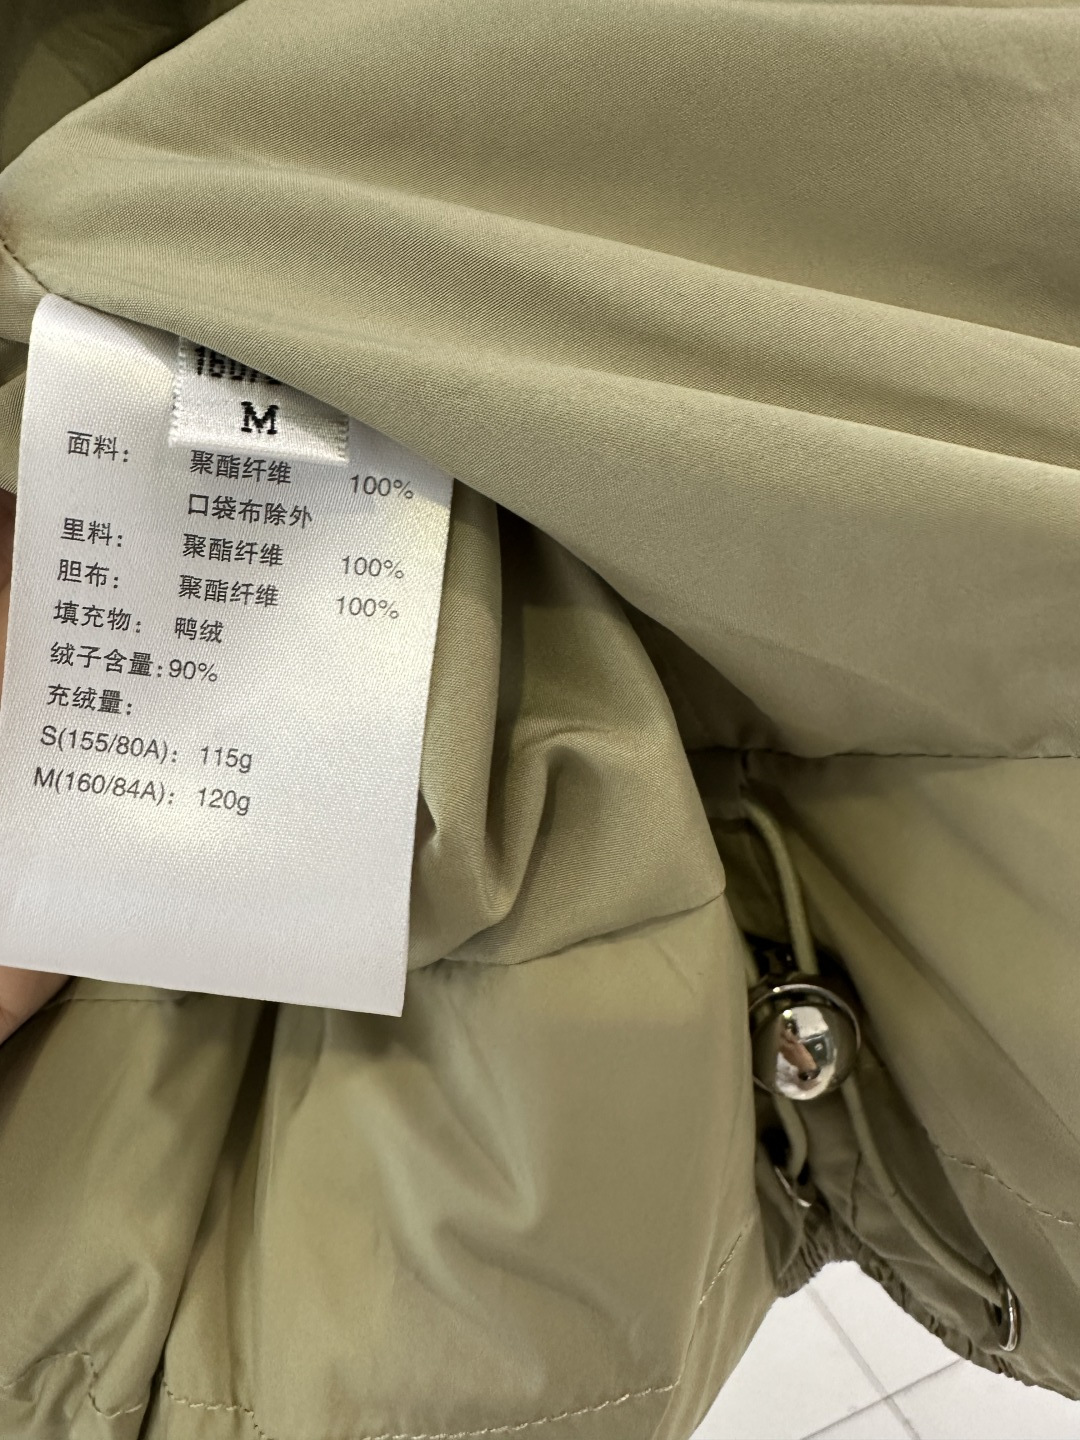 M
面料： 聚酯纤维 100%
口袋布除外
里料： 聚酯纤维 100%
胆布： 聚酯纤维 100%
填充物： 鸭绒
绒子含量：90%
充绒量：
S(155/80A)： 115g
M(160/84A)： 120g